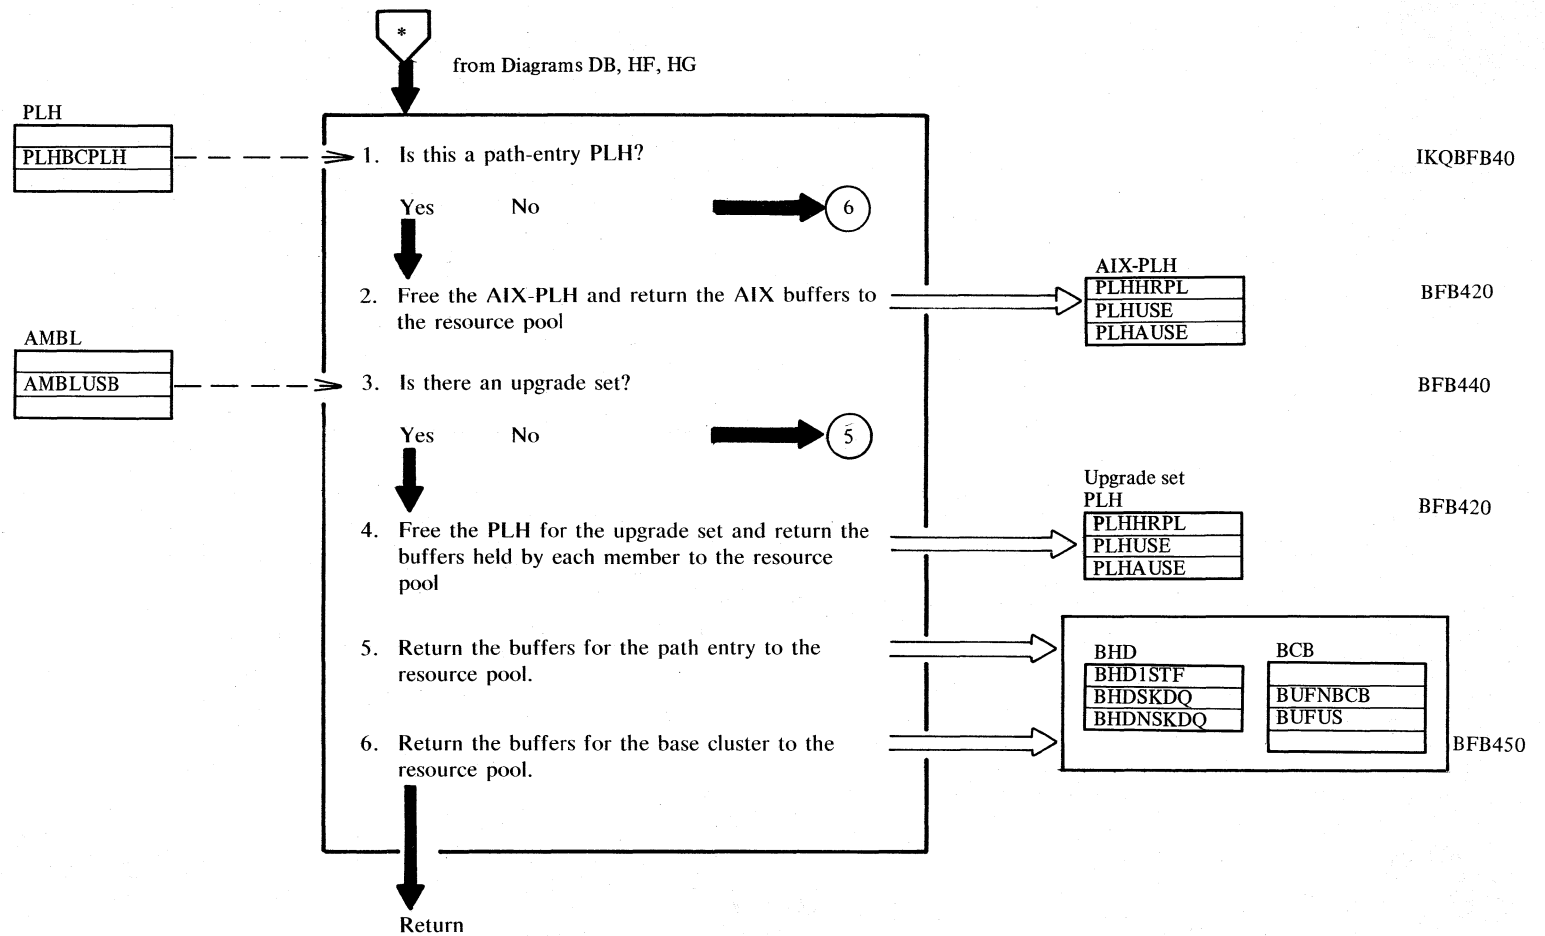 *
from Diagrams DB, HF, HG
PLH
PLHBCPLH
1. Is this a path-entry PLH?
IKQBFB40
Yes No 6
AIX-PLH
PLHHRPL
PLHUSE
PLHAUSE
2. Free the AIX-PLH and return the AIX buffers to
the resource pool
BFB420
AMBL
AMBLUSB
3. Is there an upgrade set?
BFB440
Yes No 5
Upgrade set
PLH
PLHHRPL
PLHUSE
PLHAUSE
BFB420
4. Free the PLH for the upgrade set and return the
buffers held by each member to the resource
pool
5. Return the buffers for the path entry to the
resource pool.
BHD
BHD1STF
BHDSKDQ
BHDNSKDQ
BCB
BUFNBCB
BUFUS
6. Return the buffers for the base cluster to the
resource pool.
BFB450
Return